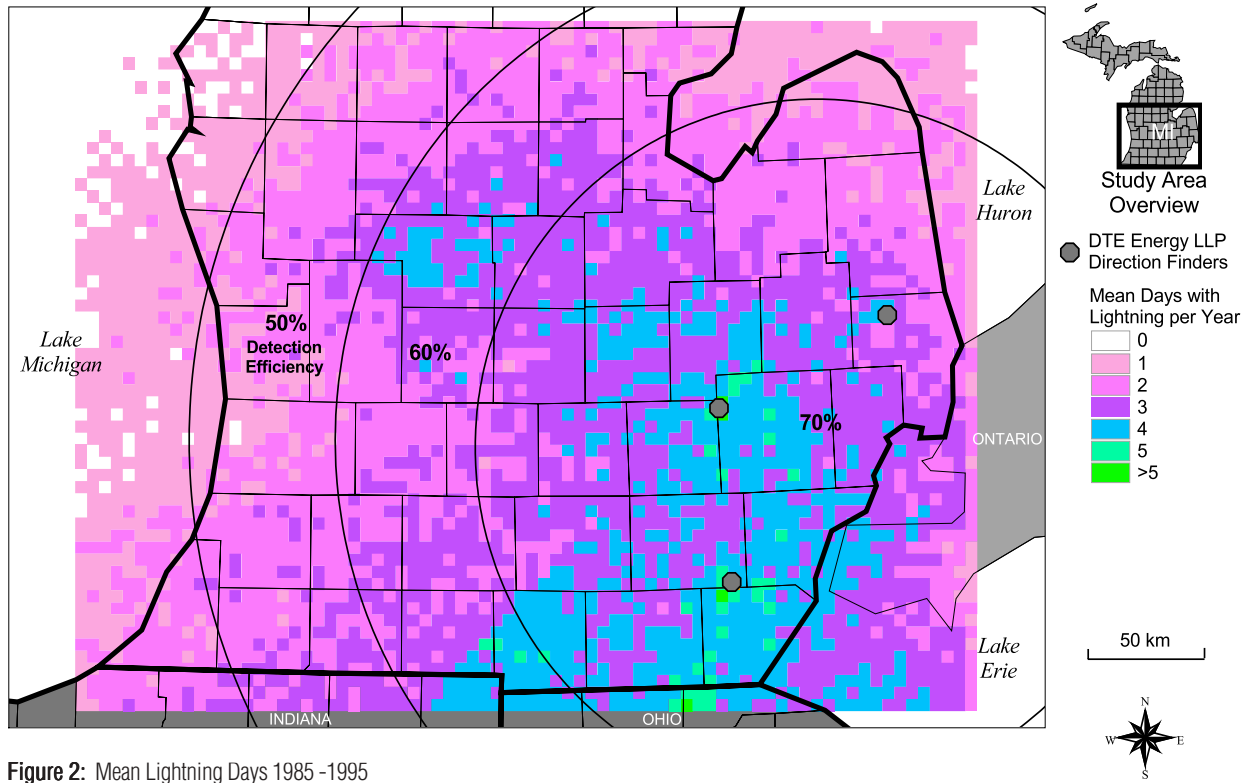 MI
Study Area
Overview
Lake
Huron
DTE Energy LLP
Direction Finders
Mean Days with
Lightning per Year
0
1
2
3
4
5
>5
Lake
Michigan
50%
Detection
Efficiency
60%
70%
ONTARIO
Lake
Erie
50 km
INDIANA
OHIO
N
W
E
S
Figure 2: Mean Lightning Days 1985 -1995